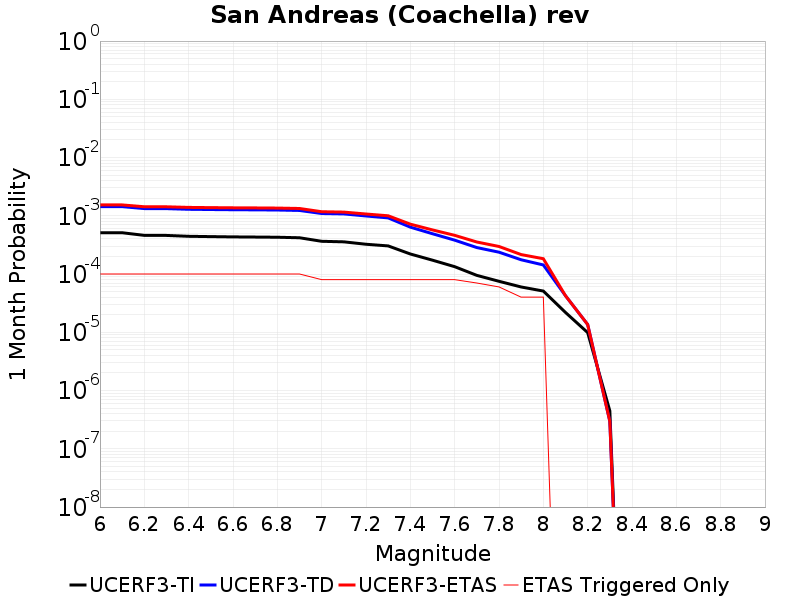 San Andreas (Coachella) rev
1 Month Probability
10^0
10^-1
10^-2
10^-3
10^-4
10^-5
10^-6
10^-7
10^-8
6 6.2 6.4 6.6 6.8 7 7.2 7.4 7.6 7.8 8 8.2 8.4 8.6 8.8 9
Magnitude
UCERF3-TI UCERF3-TD UCERF3-ETAS ETAS Triggered Only